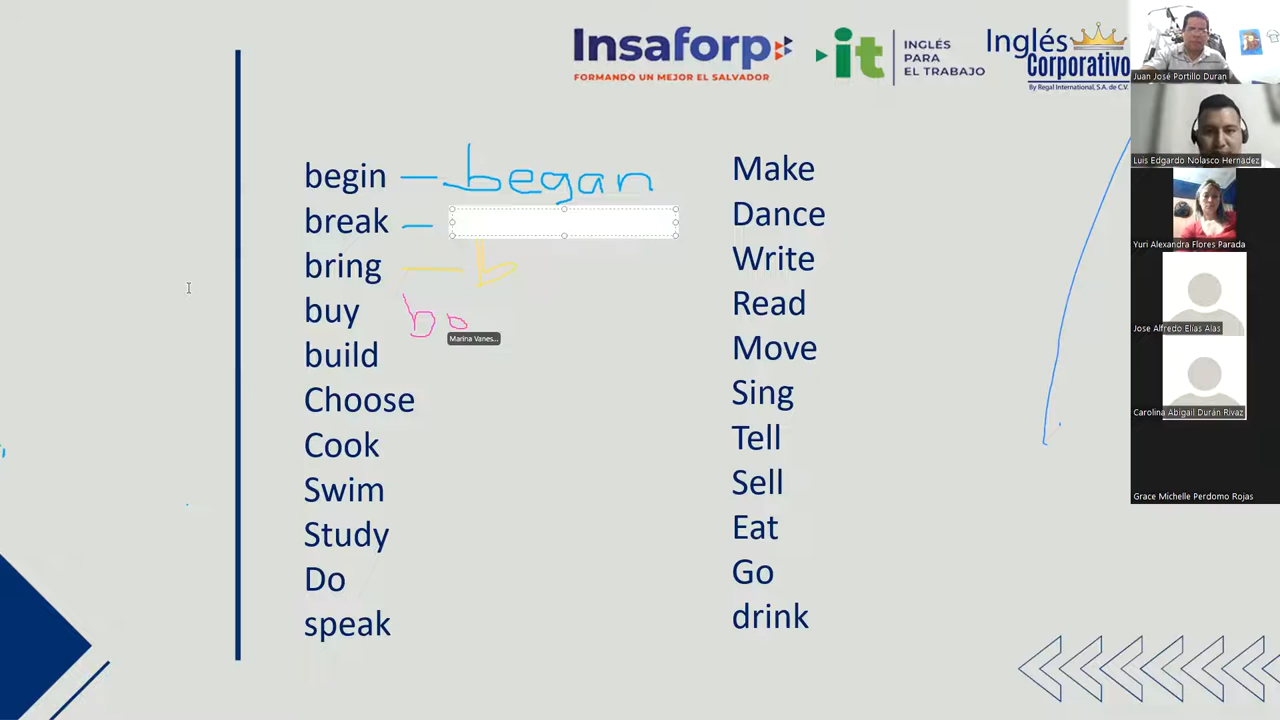 Insaforp
FORMANDO UN MEJOR EL SALVADOR
it
INGLÉS
PARA
EL TRABAJO
Inglés
Corporativo
By Regal International, S.A. de C.V.
begin — began
break —
bring — b
buy bo
build
Choose
Cook
Swim
Study
Do
speak
Marina Vanes...
Make
Dance
Write
Read
Move
Sing
Tell
Sell
Eat
Go
drink
Juan José Portillo Duran
Luis Edgardo Nolasco Hernadez
Yuri Alexandra Flores Parada
Jose Alfredo Elias Alas
Carolina Abigail Durán Rivaz
Grace Michelle Perdomo Rojas